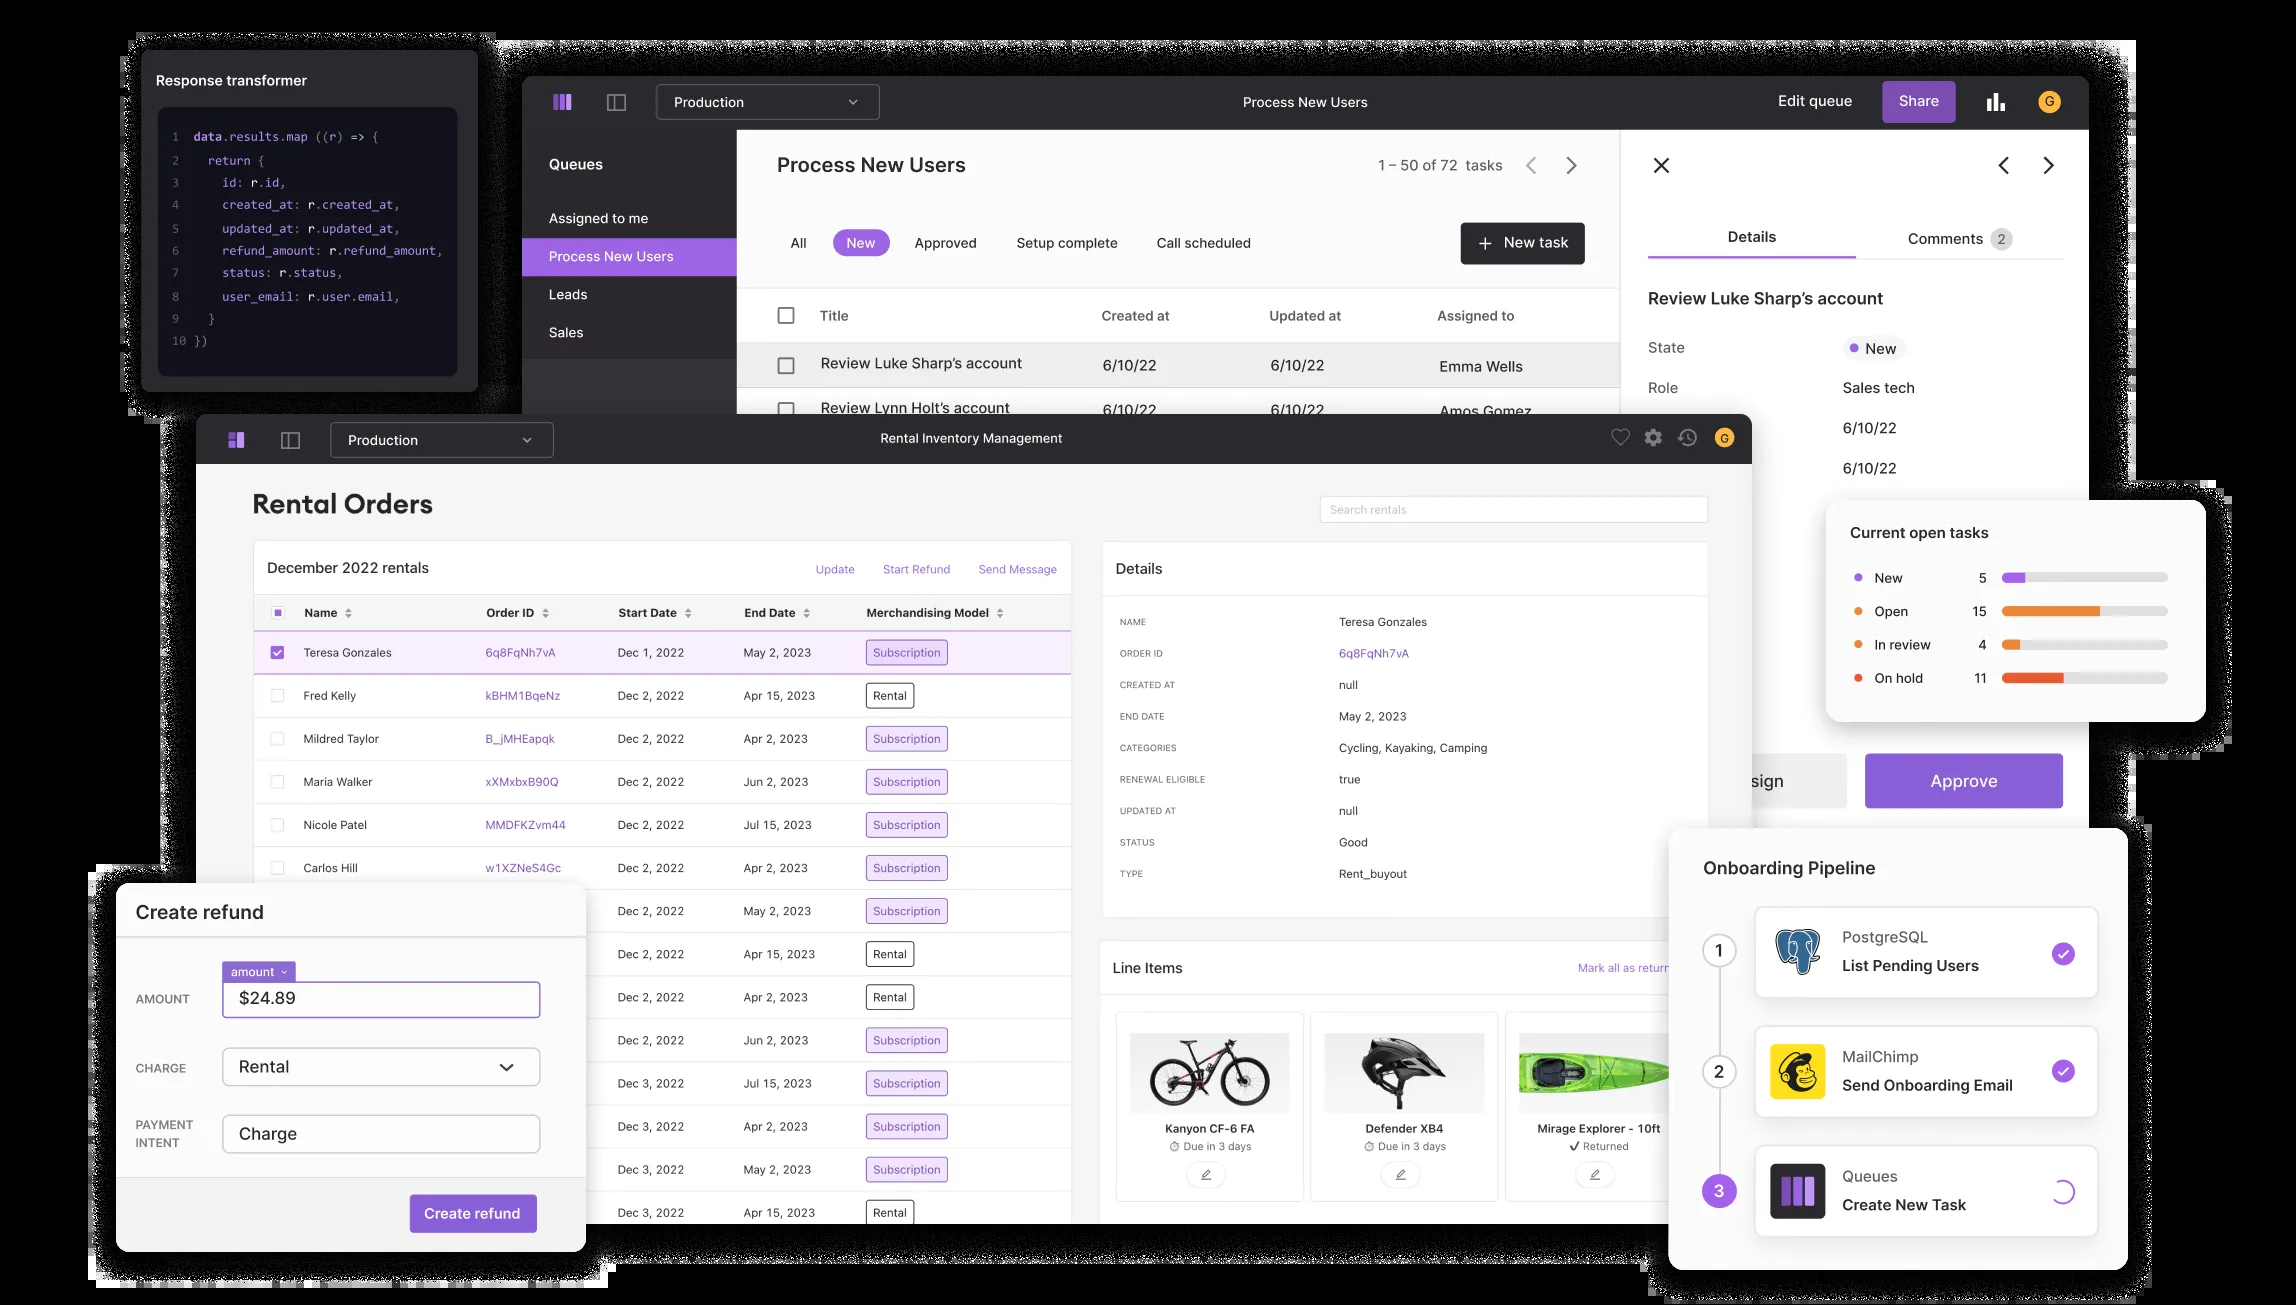 Response transformer
1 data.results.map ((r) => {
2 return {
3 id: r.id,
4 created_at: r.created_at,
5 updated_at: r.updated_at,
6 refund_amount: r.refund_amount,
7 status: r.status,
8 user_email: r.user.email,
9 }
10 })
Production
Process New Users
Edit queue
Share
G
Queues
Assigned to me
Process New Users
Leads
Sales
Process New Users
1 – 50 of 72 tasks
All
New
Approved
Setup complete
Call scheduled
+ New task
Title Created at Updated at Assigned to
Review Luke Sharp’s account 6/10/22 6/10/22 Emma Wells
Review Lynn Holt’s account 6/10/22 6/10/22 Amos Gomez
Details
Comments 2
Review Luke Sharp’s account
State New
Role Sales tech
6/10/22
6/10/22
sign
Approve
Production
Rental Inventory Management
G
Rental Orders
Search rentals
December 2022 rentals
Update
Start Refund
Send Message
Name Order ID Start Date End Date Merchandising Model
Teresa Gonzales 6q8FqNh7vA Dec 1, 2022 May 2, 2023 Subscription
Fred Kelly kBHM1BqeNz Dec 2, 2022 Apr 15, 2023 Rental
Mildred Taylor B_jMHEapqk Dec 2, 2022 Apr 2, 2023 Subscription
Maria Walker xXMxbxB90Q Dec 2, 2022 Jun 2, 2023 Subscription
Nicole Patel MMDFKZvm44 Dec 2, 2022 Jul 15, 2023 Subscription
Carlos Hill w1XZNeS4Gc Dec 2, 2022 Apr 2, 2023 Subscription
Dec 2, 2022 May 2, 2023 Subscription
Dec 2, 2022 Apr 15, 2023 Rental
Dec 2, 2022 Apr 2, 2023 Rental
Dec 2, 2022 Jun 2, 2023 Subscription
Dec 3, 2022 Jul 15, 2023 Subscription
Dec 3, 2022 Apr 2, 2023 Subscription
Dec 3, 2022 May 2, 2023 Subscription
Dec 3, 2022 Apr 15, 2023 Rental
Details
NAME Teresa Gonzales
ORDER ID 6q8FqNh7vA
CREATED AT null
END DATE May 2, 2023
CATEGORIES Cycling, Kayaking, Camping
RENEWAL ELIGIBLE true
UPDATED AT null
STATUS Good
TYPE Rent_buyout
Line Items
Mark all as return
Kanyon CF-6 FA
Due in 3 days
Defender XB4
Due in 3 days
Mirage Explorer - 10ft
Returned
Current open tasks
New 5
Open 15
In review 4
On hold 11
Create refund
amount
AMOUNT $24.89
CHARGE Rental
PAYMENT
INTENT
Charge
Create refund
Onboarding Pipeline
1
PostgreSQL
List Pending Users
2
MailChimp
Send Onboarding Email
3
Queues
Create New Task